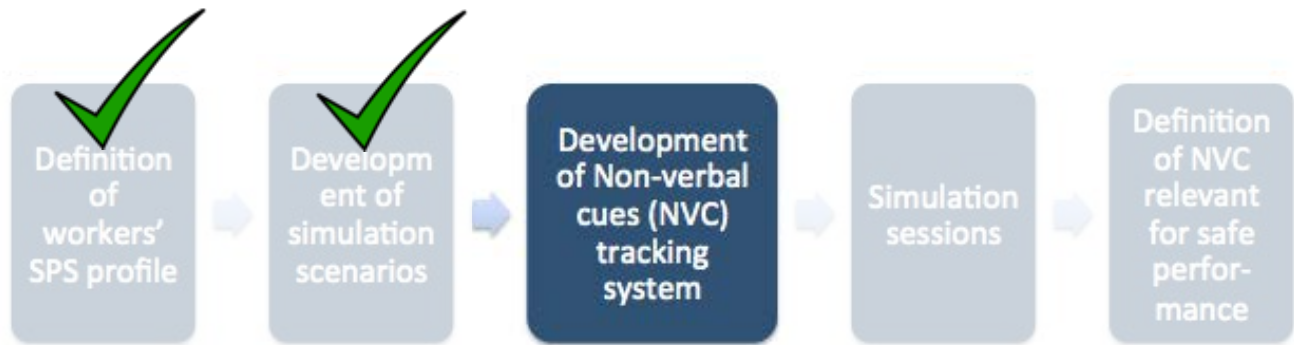 Definition
of
workers'
SPS profile
Developm
ent of
simulation
scenarios
Development
of Non-verbal
cues (NVC)
tracking
system
Simulation
sessions
Definition
of NVC
relevant
for safe
perfor-
mance